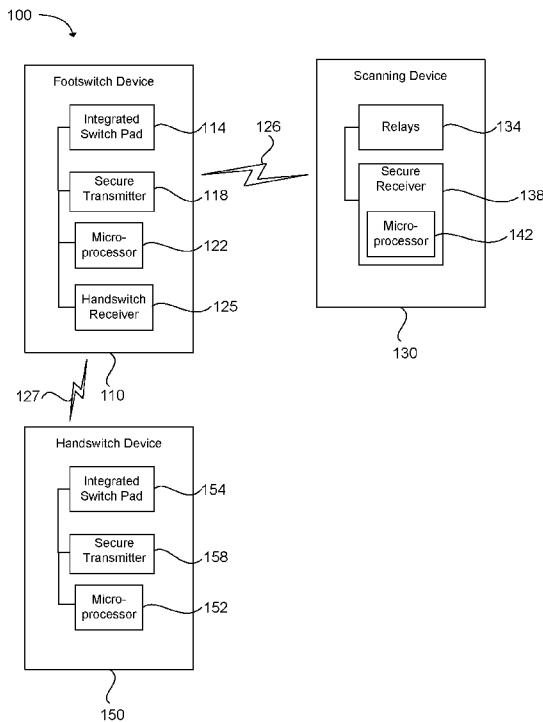 100
Footswitch Device
Integrated
Switch Pad
114
Secure
Transmitter
118
Micro-
processor
122
Handswitch
Receiver
125
110
126
Scanning Device
Relays
134
Secure
Receiver
138
Micro-
processor
142
130
127
Handswitch Device
Integrated
Switch Pad
154
Secure
Transmitter
158
Micro-
processor
152
150